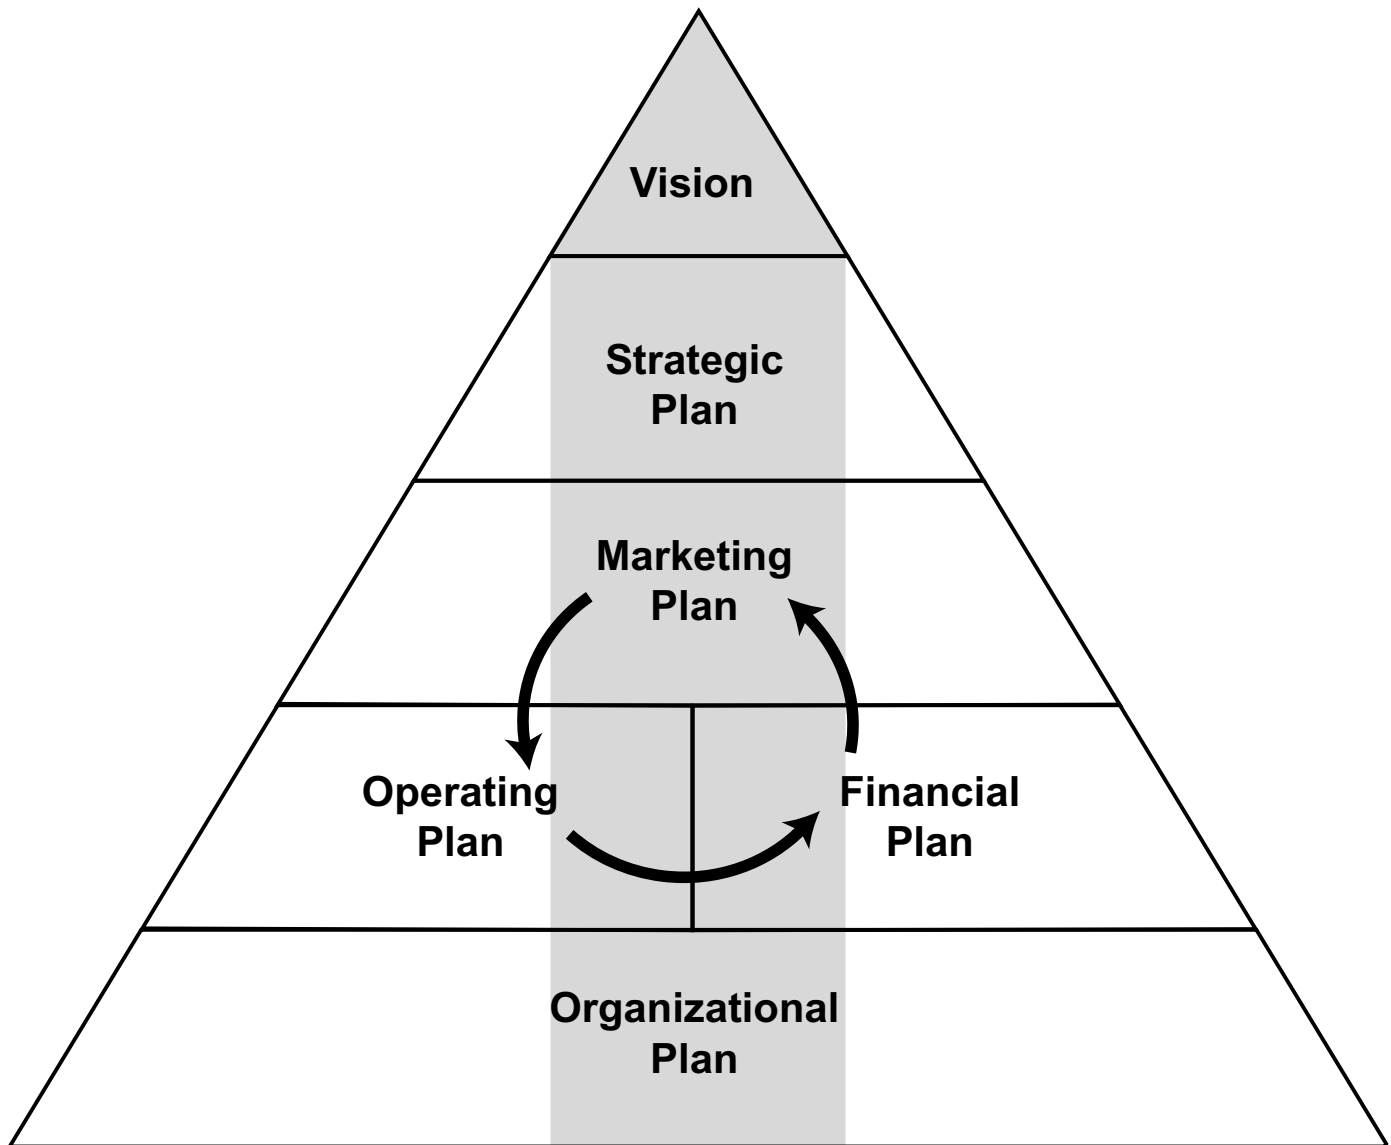 Vision
Strategic
Plan
Marketing
Plan
Operating
Plan
Financial
Plan
Organizational
Plan